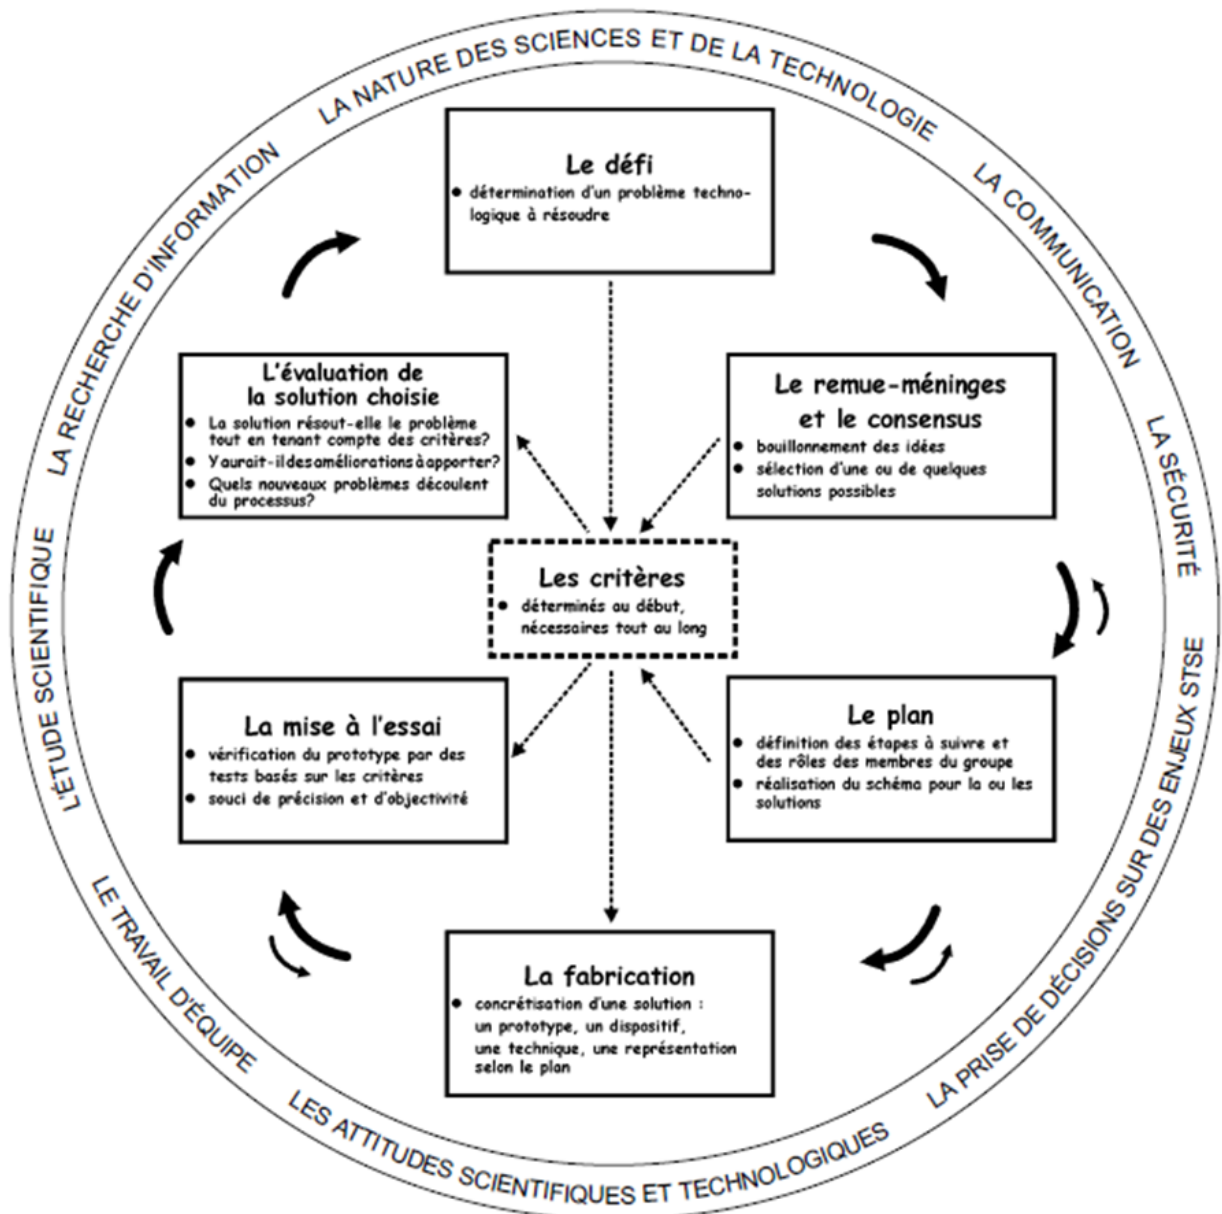 LA NATURE DES SCIENCES ET DE LA TECHNOLOGIE
LA COMMUNICATION
LA SÉCURITÉ
LA PRISE DE DÉCISIONS SUR DES ENJEUX STSE
LES ATTITUDES SCIENTIFIQUES ET TECHNOLOGIQUES
LE TRAVAIL D'ÉQUIPE
L'ÉTUDE SCIENTIFIQUE
LA RECHERCHE D'INFORMATION
Le défi
• détermination d'un problème techno-
logique à résoudre
Le remue-méninges
et le consensus
• bouillonnement des idées
• sélection d'une ou de quelques
solutions possibles
Le plan
• définition des étapes à suivre et
des rôles des membres du groupe
• réalisation du schéma pour la ou les
solutions
La fabrication
• concrétisation d'une solution :
un prototype, un dispositif,
une technique, une représentation
selon le plan
La mise à l'essai
• vérification du prototype par des
tests basés sur les critères
• souci de précision et d'objectivité
L'évaluation de
la solution choisie
• La solution résout-elle le problème
tout en tenant compte des critères?
• Y aurait-il des améliorations à apporter?
• Quels nouveaux problèmes découlent
du processus?
Les critères
• déterminés au début,
nécessaires tout au long